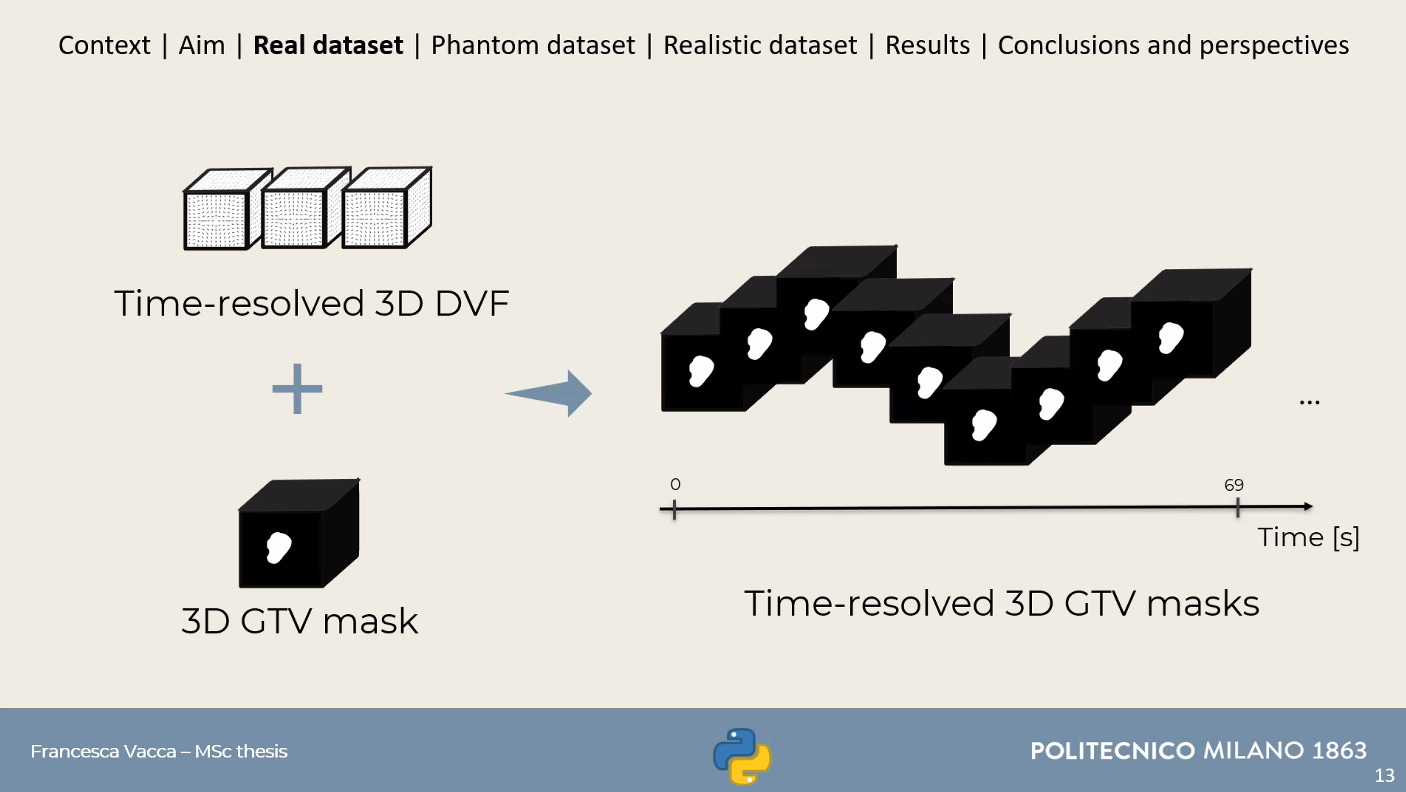 Context | Aim | Real dataset | Phantom dataset | Realistic dataset | Results | Conclusions and perspectives
Time-resolved 3D DVF
+
3D GTV mask
...
0
69
Time [s]
Time-resolved 3D GTV masks
Francesca Vacca – MSc thesis
POLITECNICO MILANO 1863
13